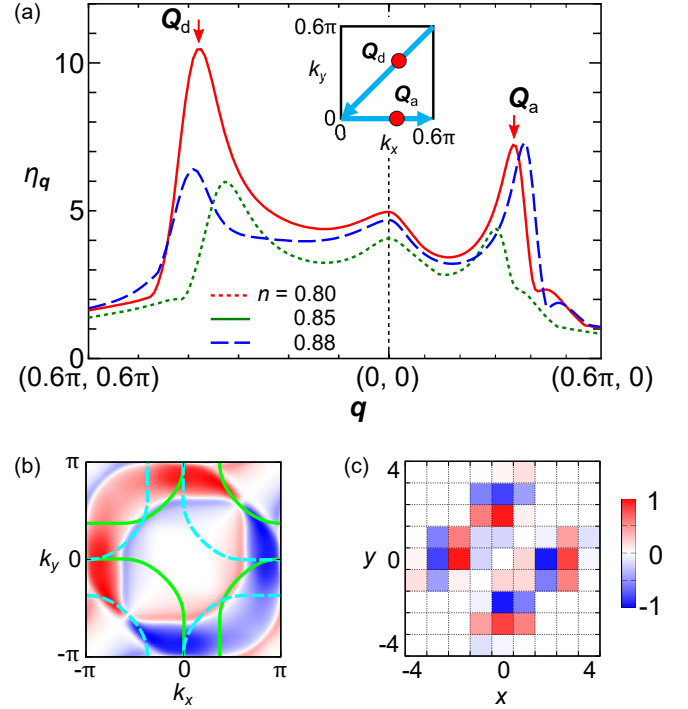 (a)
Q_d
0.6π
Q_d
k_y
Q_a
0
0
0.6π
k_x
Q_a
10
η_q
5
0
n = 0.80
0.85
0.88
(0.6π, 0.6π)
(0, 0)
(0.6π, 0)
q
(b)
π
k_y
0
-π
-π
0
π
k_x
(c)
4
y
0
-4
-4
0
4
x
1
0
-1